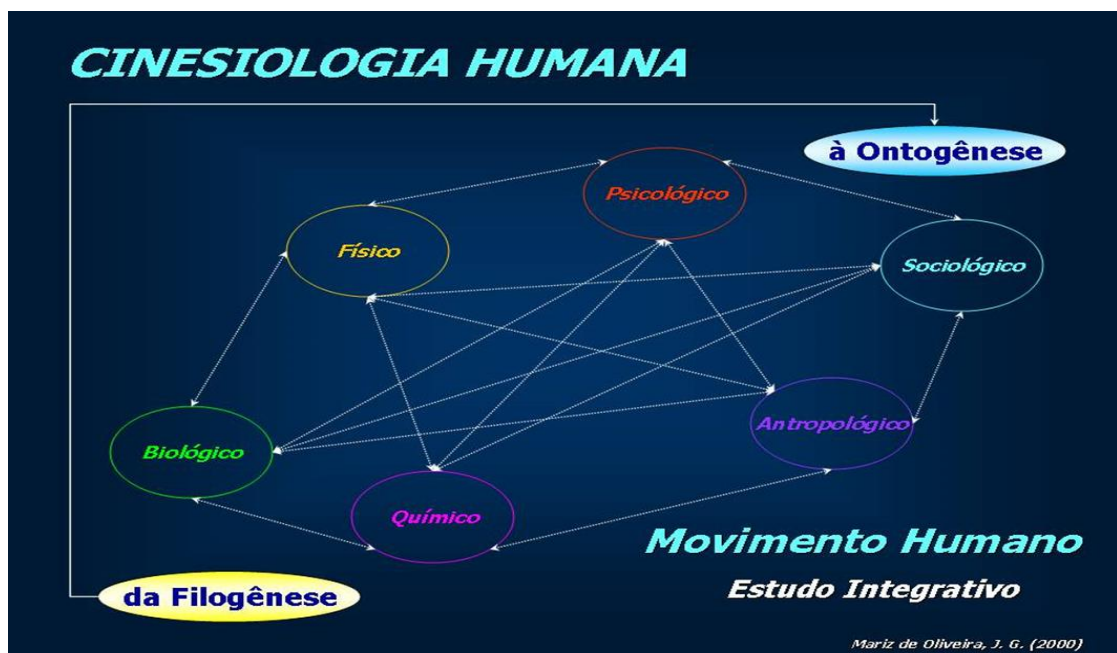 CINESIOLOGIA HUMANA
à Ontogênese
Psicológico
Físico
Sociológico
Antropológico
Biológico
Químico
Movimento Humano
da Filogênese
Estudo Integrativo
Mariz de Oliveira, J. G. (2000)